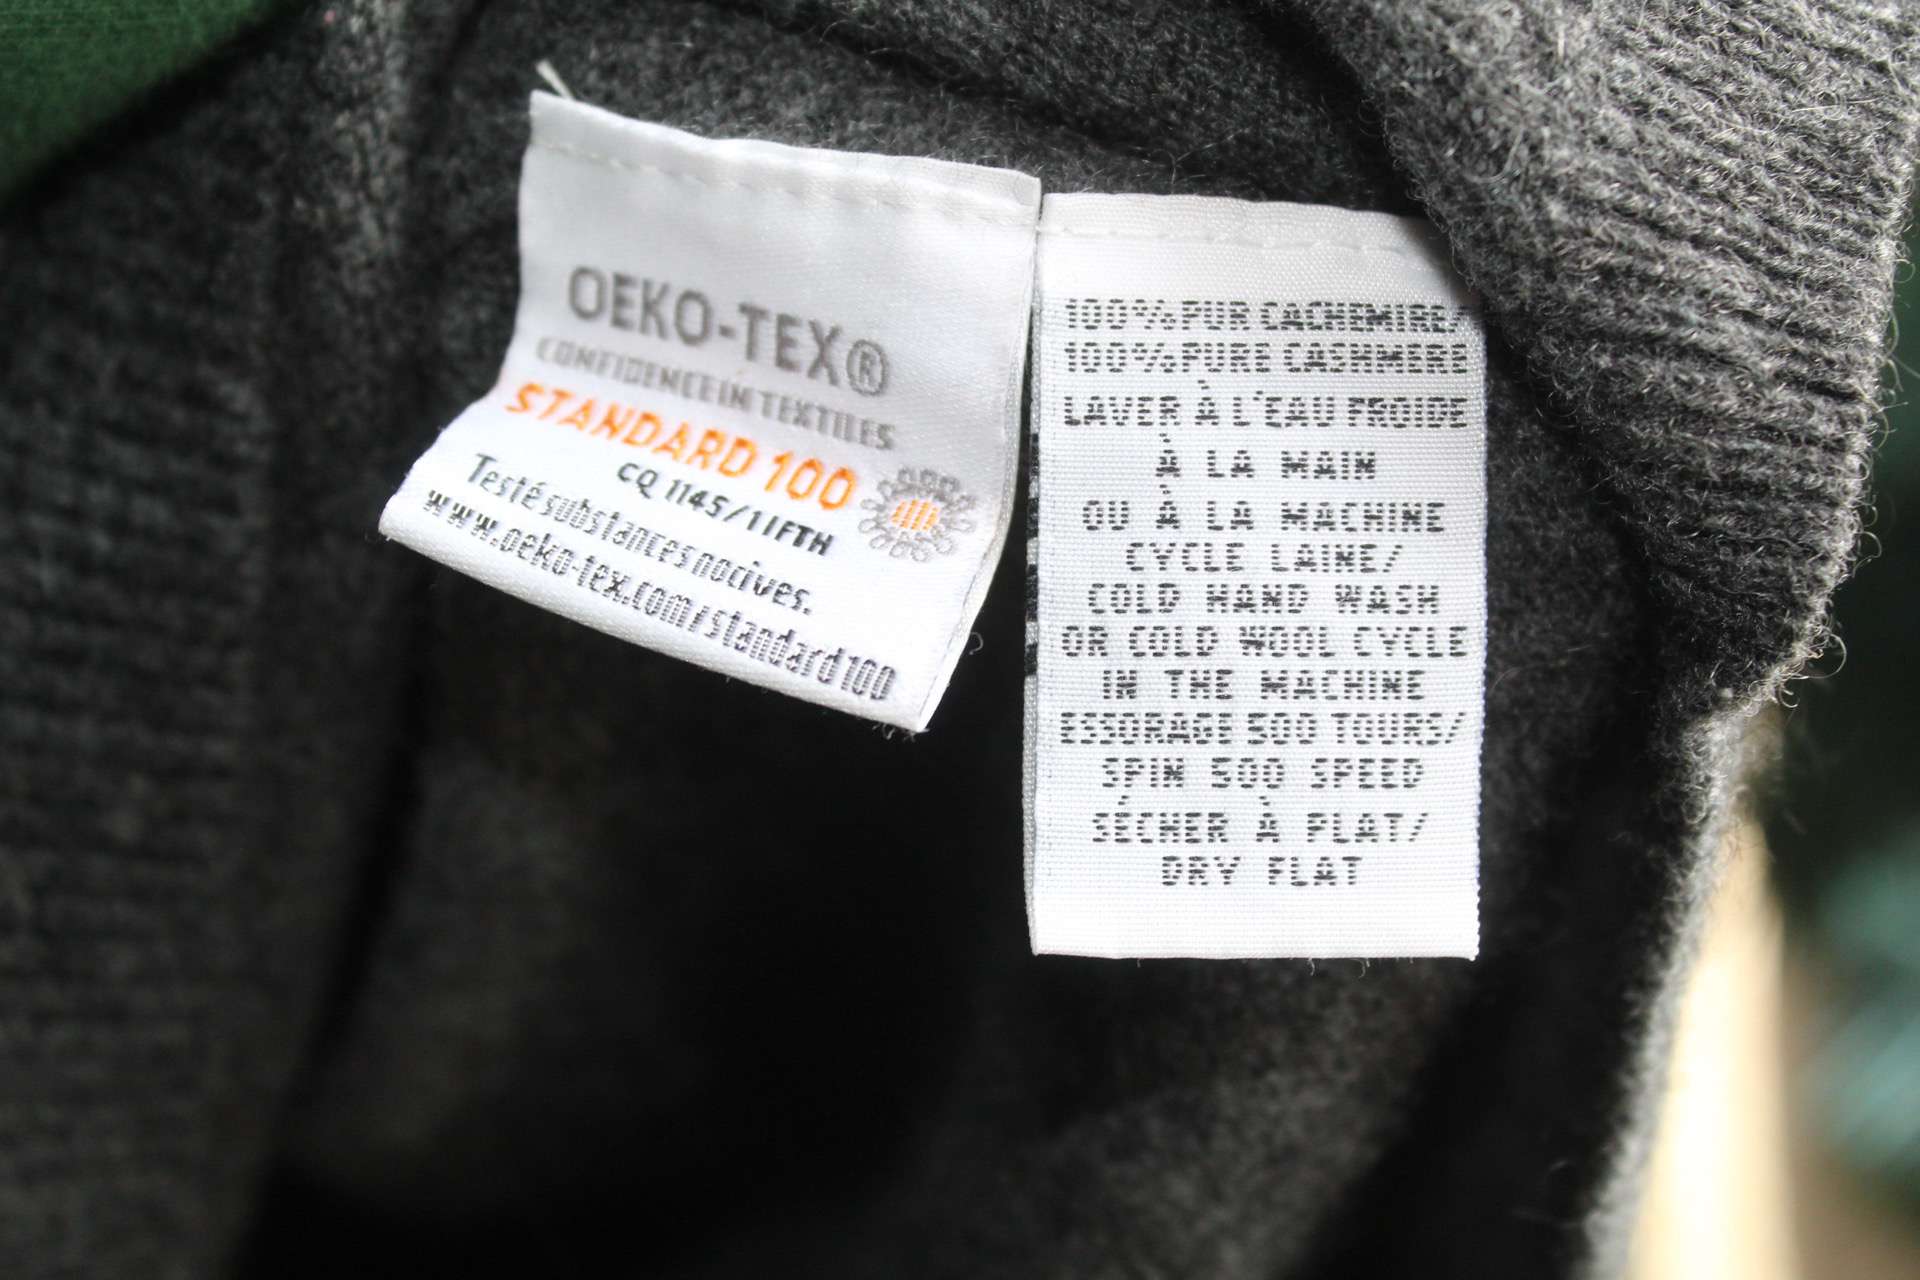 OEKO-TEX®
CONFIDENCE IN TEXTILES
STANDARD 100
CQ 1145/1 IFTH
Testé substances nocives.
www.oeko-tex.com/standard100
100% PUR CACHEMIRE/
100% PURE CASHMERE
LAVER À L'EAU FROIDE
À LA MAIN
OU À LA MACHINE
CYCLE LAINE/
COLD HAND WASH
OR COLD WOOL CYCLE
IN THE MACHINE
ESSORAGE 500 TOURS/
SPIN 500 SPEED
SÉCHER À PLAT/
DRY FLAT